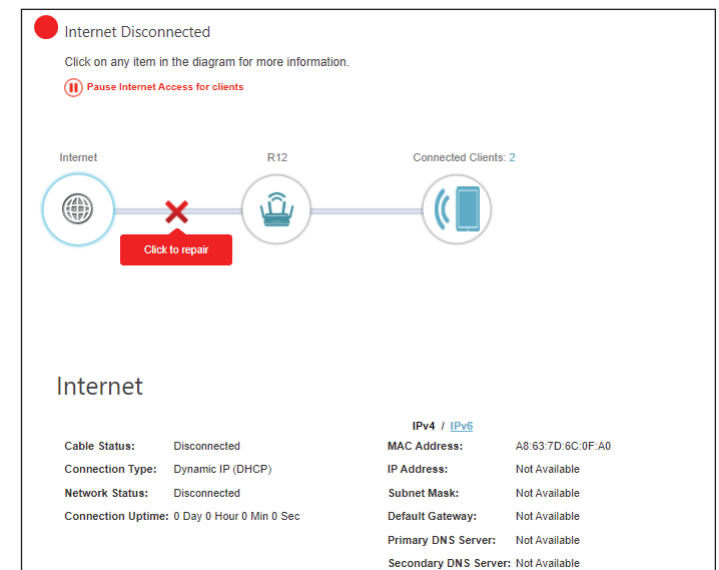 Internet Disconnected
Click on any item in the diagram for more information.
Pause Internet Access for clients
Internet
R12
Connected Clients: 2
Click to repair
Internet
IPv4 / IPv6
Cable Status: Disconnected
MAC Address: A8:63:7D:6C:0F:A0
Connection Type: Dynamic IP (DHCP)
IP Address: Not Available
Network Status: Disconnected
Subnet Mask: Not Available
Connection Uptime: 0 Day 0 Hour 0 Min 0 Sec
Default Gateway: Not Available
Primary DNS Server: Not Available
Secondary DNS Server: Not Available